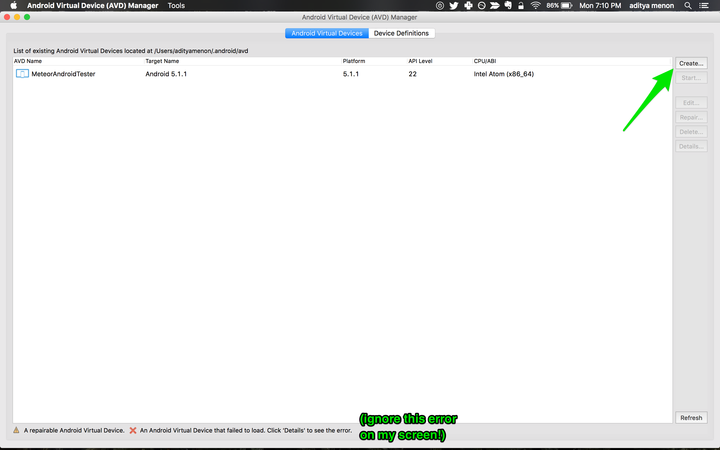 Android Virtual Device (AVD) Manager Tools 86% Mon 7:10 PM aditya menon
Android Virtual Device (AVD) Manager
Android Virtual Devices Device Definitions
List of existing Android Virtual Devices located at /Users/adityamenon/.android/avd
AVD Name Target Name Platform API Level CPU/ABI
MeteorAndroidTester Android 5.1.1 5.1.1 22 Intel Atom (x86_64)
Create...
Start...
Edit...
Repair...
Delete...
Details...
Refresh
(ignore this error
on my screen!)
A repairable Android Virtual Device. An Android Virtual Device that failed to load. Click 'Details' to see the error.